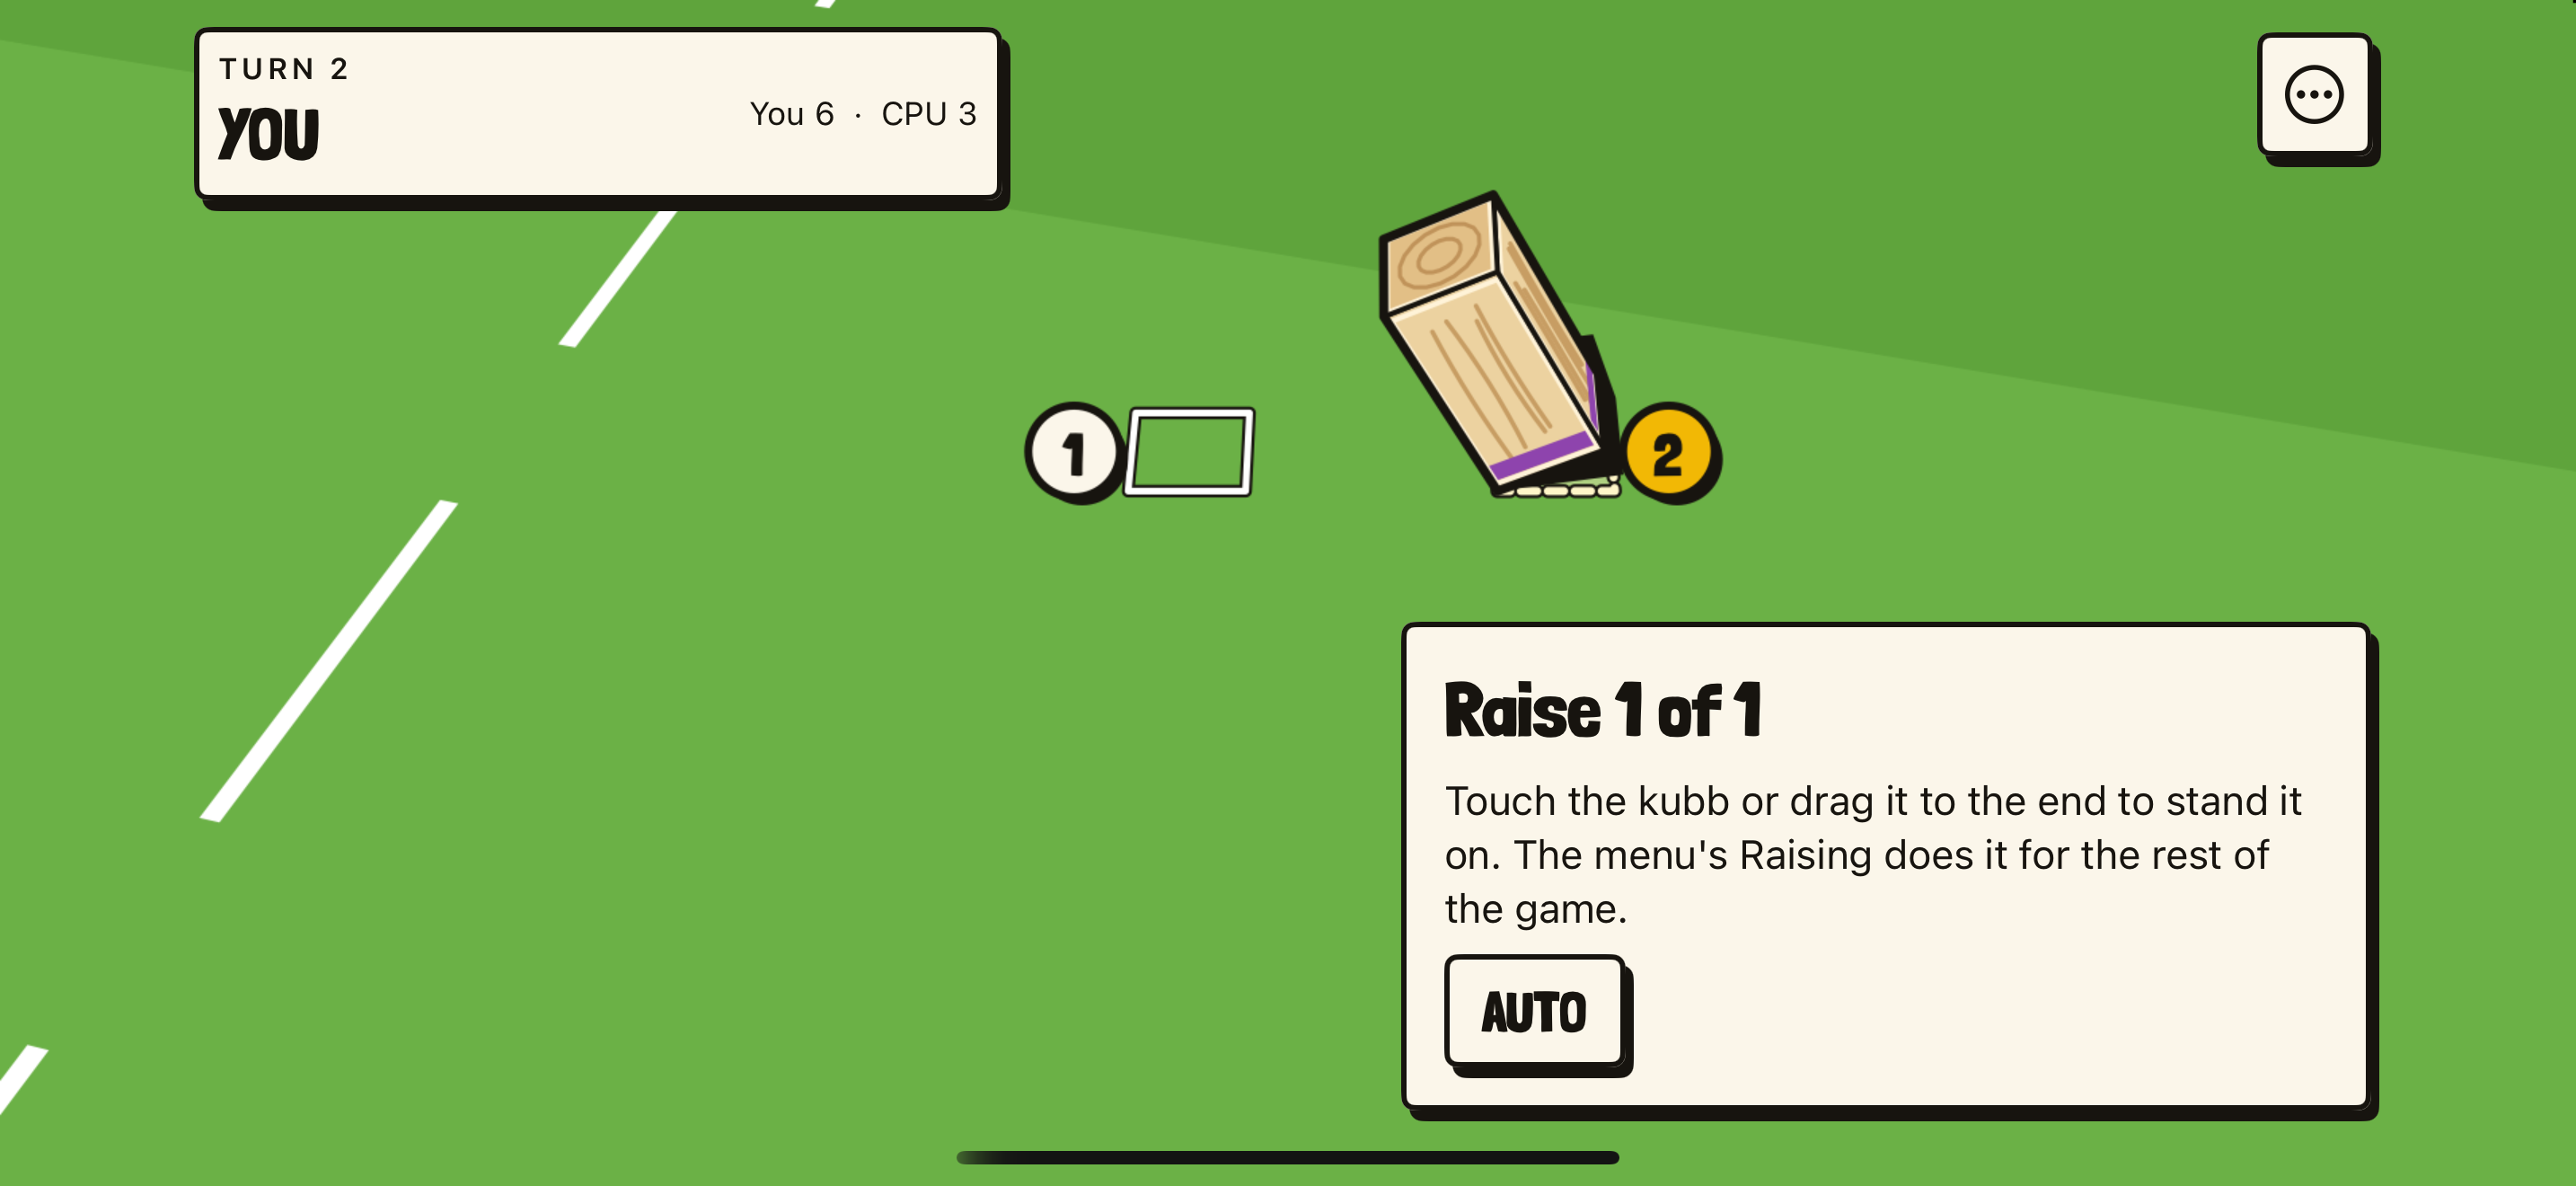 TURN 2
YOU
You 6 · CPU 3
1
2
Raise 1 of 1
Touch the kubb or drag it to the end to stand it
on. The menu's Raising does it for the rest of
the game.
AUTO